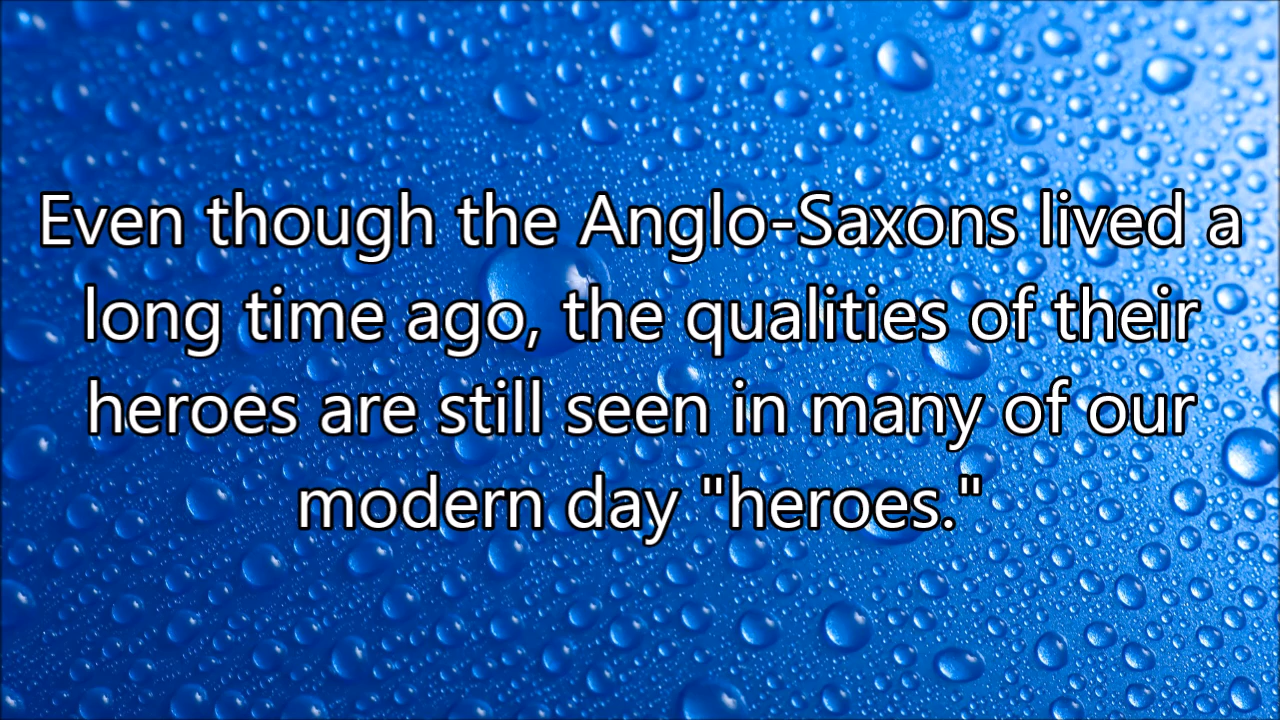 Even though the Anglo-Saxons lived a
long time ago, the qualities of their
heroes are still seen in many of our
modern day "heroes."